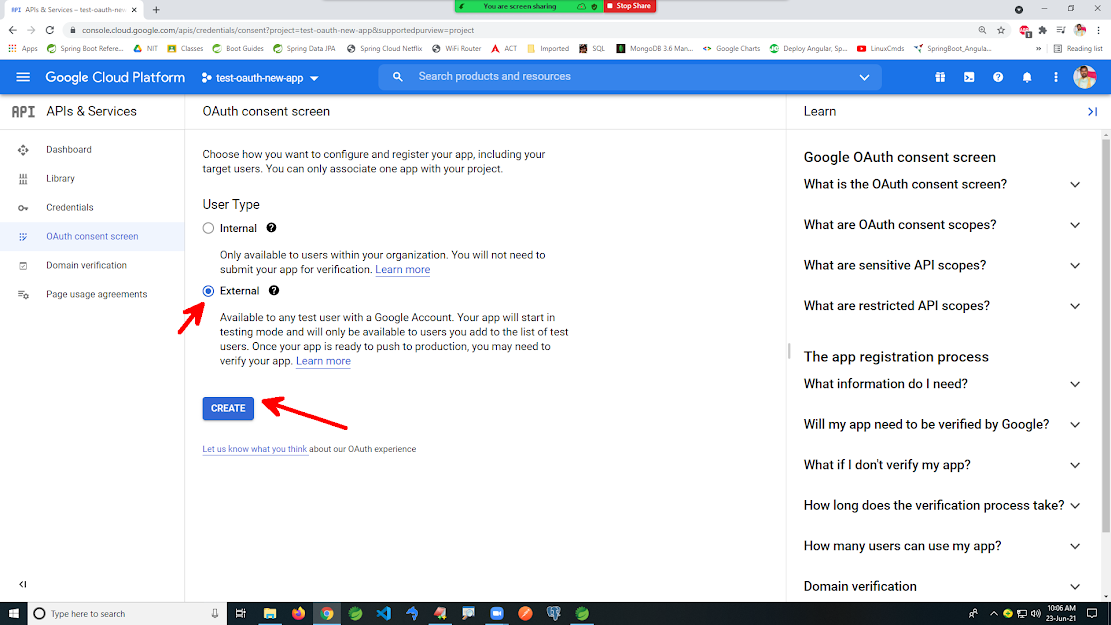 API APIs & Services – test-oauth-new-app
You are screen sharing
Stop Share
console.cloud.google.com/apis/credentials/consent?project=test-oauth-new-app&supportedpurview=project
Apps
Spring Boot Refere...
NIT
Classes
Boot Guides
Spring Data JPA
Spring Cloud Netflix
WiFi Router
ACT
Imported
SQL
MongoDB 3.6 Man...
Google Charts
Deploy Angular, Sp...
LinuxCmds
SpringBoot_Angula...
»
Reading list
Google Cloud Platform
test-oauth-new-app
Search products and resources
API APIs & Services
Dashboard
Library
Credentials
OAuth consent screen
Domain verification
Page usage agreements
OAuth consent screen
Choose how you want to configure and register your app, including your
target users. You can only associate one app with your project.
User Type
Internal
Only available to users within your organization. You will not need to
submit your app for verification. Learn more
External
Available to any test user with a Google Account. Your app will start in
testing mode and will only be available to users you add to the list of test
users. Once your app is ready to push to production, you may need to
verify your app. Learn more
CREATE
Let us know what you think about our OAuth experience
Learn
Google OAuth consent screen
What is the OAuth consent screen?
What are OAuth consent scopes?
What are sensitive API scopes?
What are restricted API scopes?
The app registration process
What information do I need?
Will my app need to be verified by Google?
What if I don't verify my app?
How long does the verification process take?
How many users can use my app?
Domain verification
Type here to search
10:06 AM
23-Jun-21